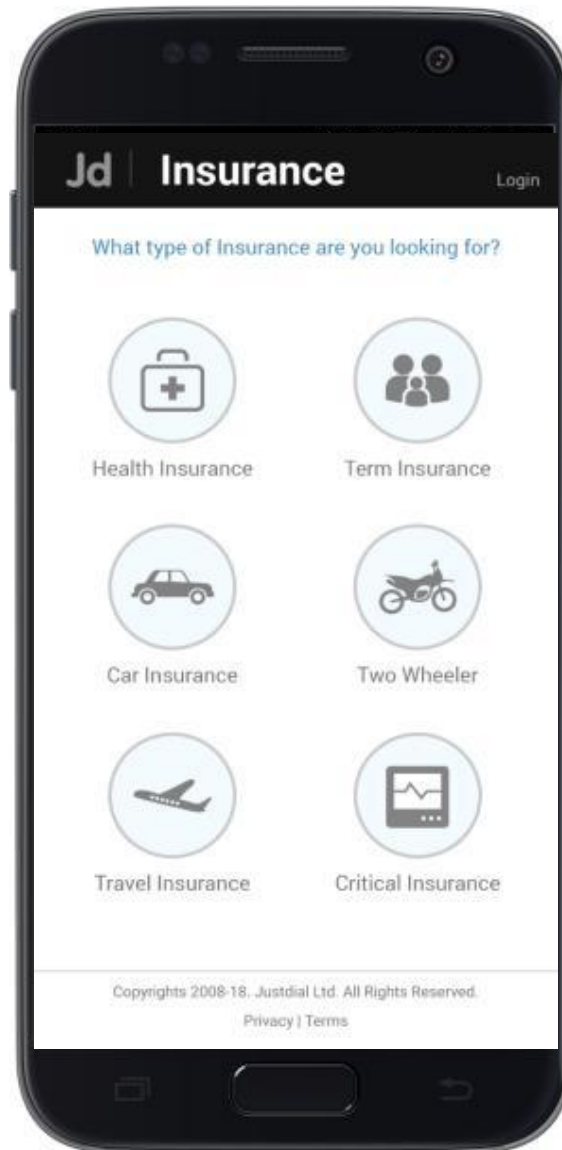 Jd | Insurance Login
What type of Insurance are you looking for?
Health Insurance Term Insurance
Car Insurance Two Wheeler
Travel Insurance Critical Insurance
Copyrights 2008-18. Justdial Ltd. All Rights Reserved.
Privacy | Terms